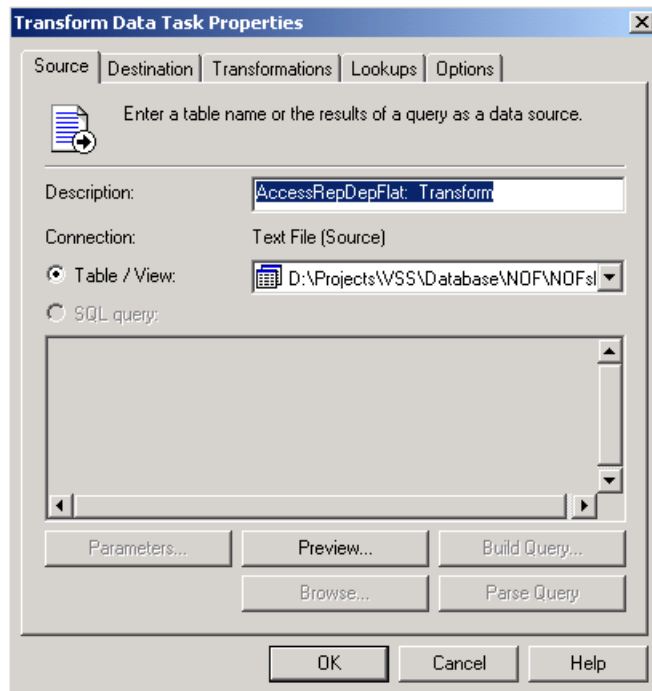 Transform Data Task Properties
Source Destination Transformations Lookups Options
Enter a table name or the results of a query as a data source.
Description: AccessRepDepFlat: Transform
Connection: Text File (Source)
Table / View: D:\Projects\VSS\Database\NOF\NOFsl
SQL query:
Parameters... Preview... Build Query...
Browse... Parse Query
OK Cancel Help